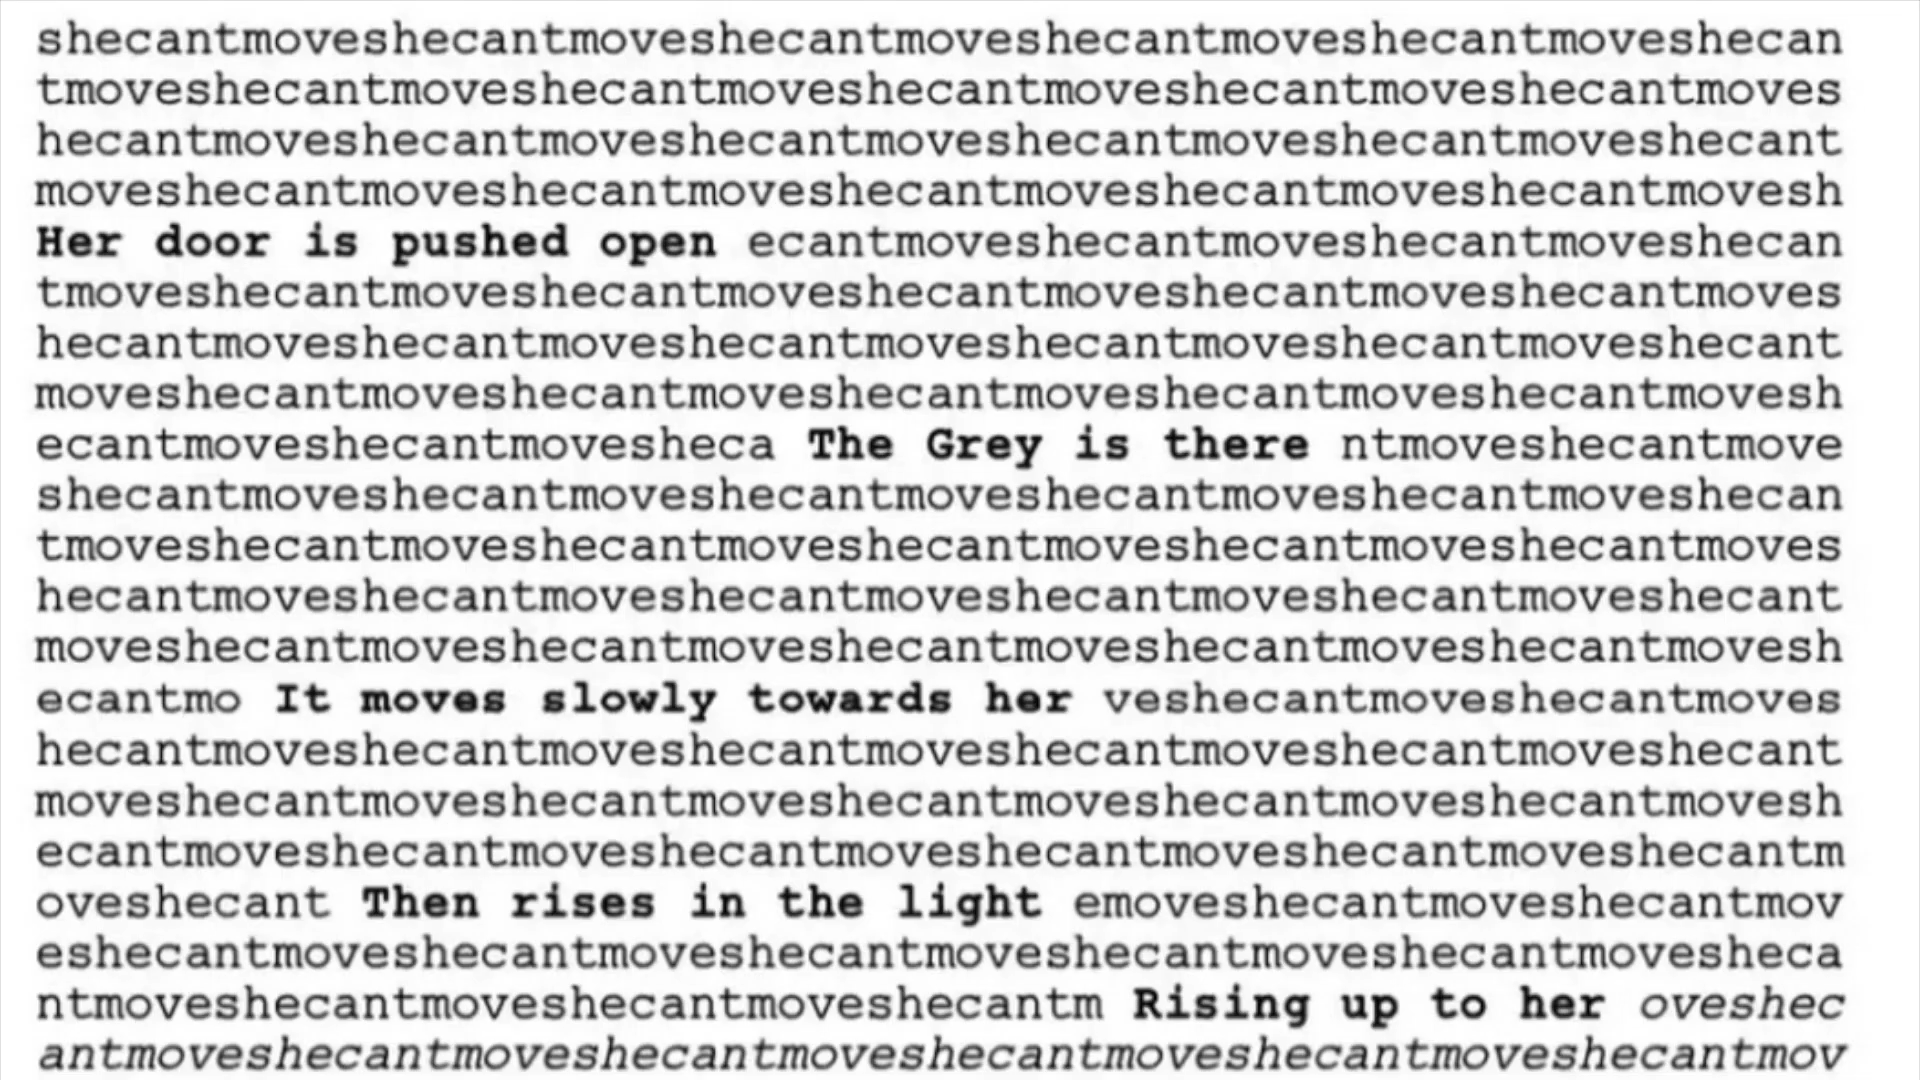 shecantmoveshecantmoveshecantmoveshecantmoveshecantmoveshecan
tmoveshecantmoveshecantmoveshecantmoveshecantmoveshecantmoves
hecantmoveshecantmoveshecantmoveshecantmoveshecantmoveshecant
moveshecantmoveshecantmoveshecantmoveshecantmoveshecantmovesh
Her door is pushed open ecantmoveshecantmoveshecantmoveshecan
tmoveshecantmoveshecantmoveshecantmoveshecantmoveshecantmoves
hecantmoveshecantmoveshecantmoveshecantmoveshecantmoveshecant
moveshecantmoveshecantmoveshecantmoveshecantmoveshecantmovesh
ecantmoveshecantmovesheca The Grey is there ntmoveshecantmove
shecantmoveshecantmoveshecantmoveshecantmoveshecantmoveshecan
tmoveshecantmoveshecantmoveshecantmoveshecantmoveshecantmoves
hecantmoveshecantmoveshecantmoveshecantmoveshecantmoveshecant
moveshecantmoveshecantmoveshecantmoveshecantmoveshecantmovesh
ecantmo It moves slowly towards her veshecantmoveshecantmoves
hecantmoveshecantmoveshecantmoveshecantmoveshecantmoveshecant
moveshecantmoveshecantmoveshecantmoveshecantmoveshecantmovesh
ecantmoveshecantmoveshecantmoveshecantmoveshecantmoveshecantm
oveshecant Then rises in the light emoveshecantmoveshecantmov
eshecantmoveshecantmoveshecantmoveshecantmoveshecantmovesheca
ntmoveshecantmoveshecantmoveshecantm Rising up to her oveshec
antmoveshecantmoveshecantmoveshecantmoveshecantmoveshecantmov